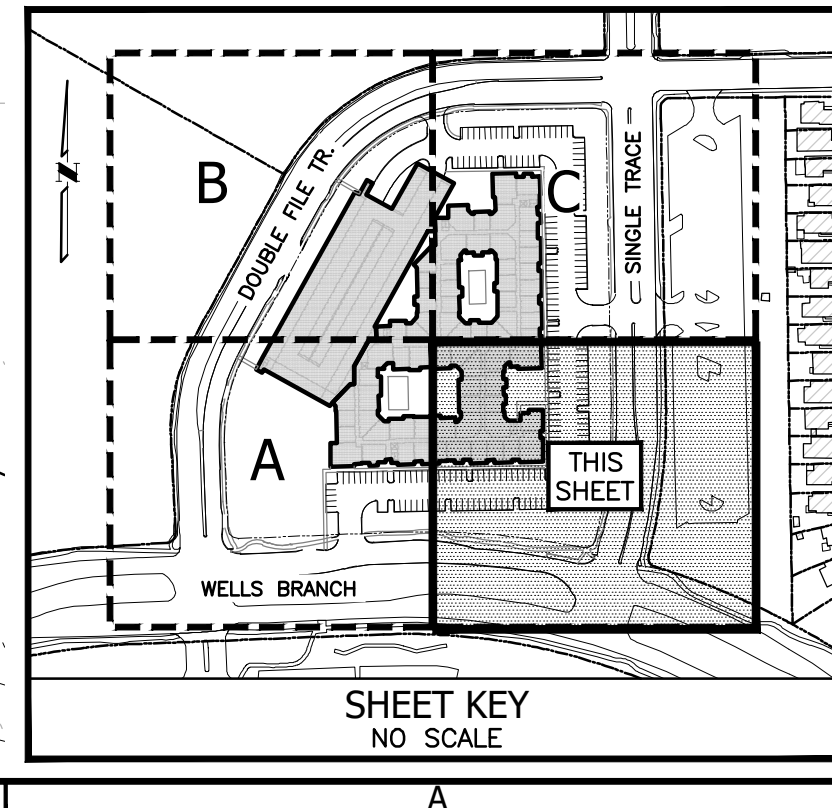 B
DOUBLE FILE TR.
C
SINGLE TRACE
N
A
THIS
SHEET
WELLS BRANCH
SHEET KEY
NO SCALE
A